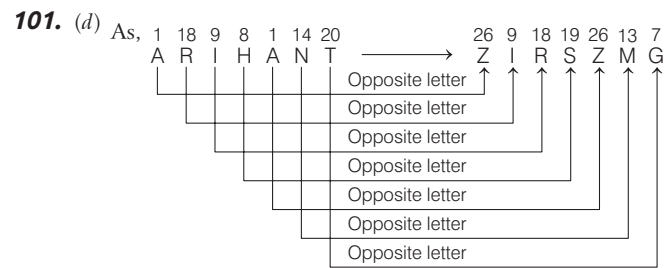 101. (d) As, 1 18 9 8 1 14 20 26 9 18 19 26 13 7
A R I H A N T Z I R S Z M G
Opposite letter
Opposite letter
Opposite letter
Opposite letter
Opposite letter
Opposite letter
Opposite letter